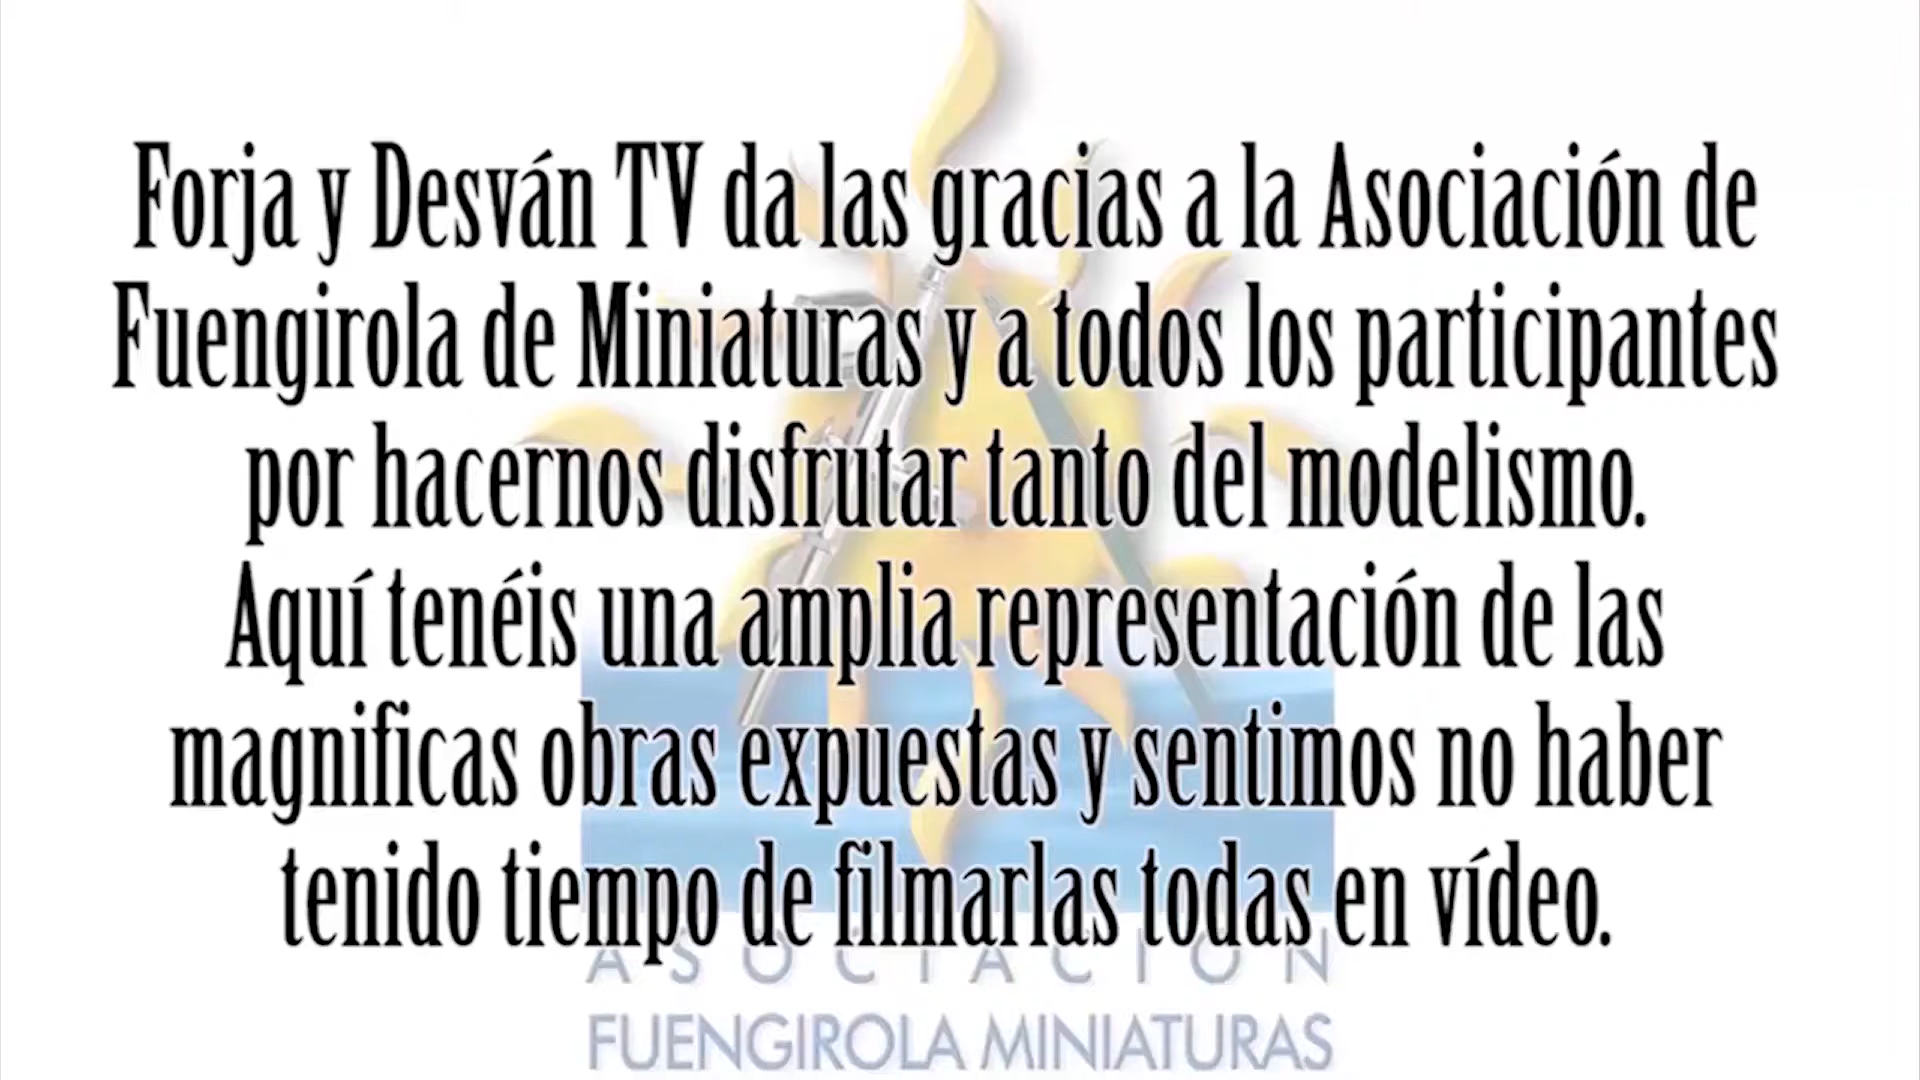 Forja y Desván TV da las gracias a la Asociación de
Fuengirola de Miniaturas y a todos los participantes
por hacernos disfrutar tanto del modelismo.
Aquí tenéis una amplia representación de las
magnificas obras expuestas y sentimos no haber
tenido tiempo de filmarlas todas en vídeo.
ASOCIACION
FUENGIROLA MINIATURAS